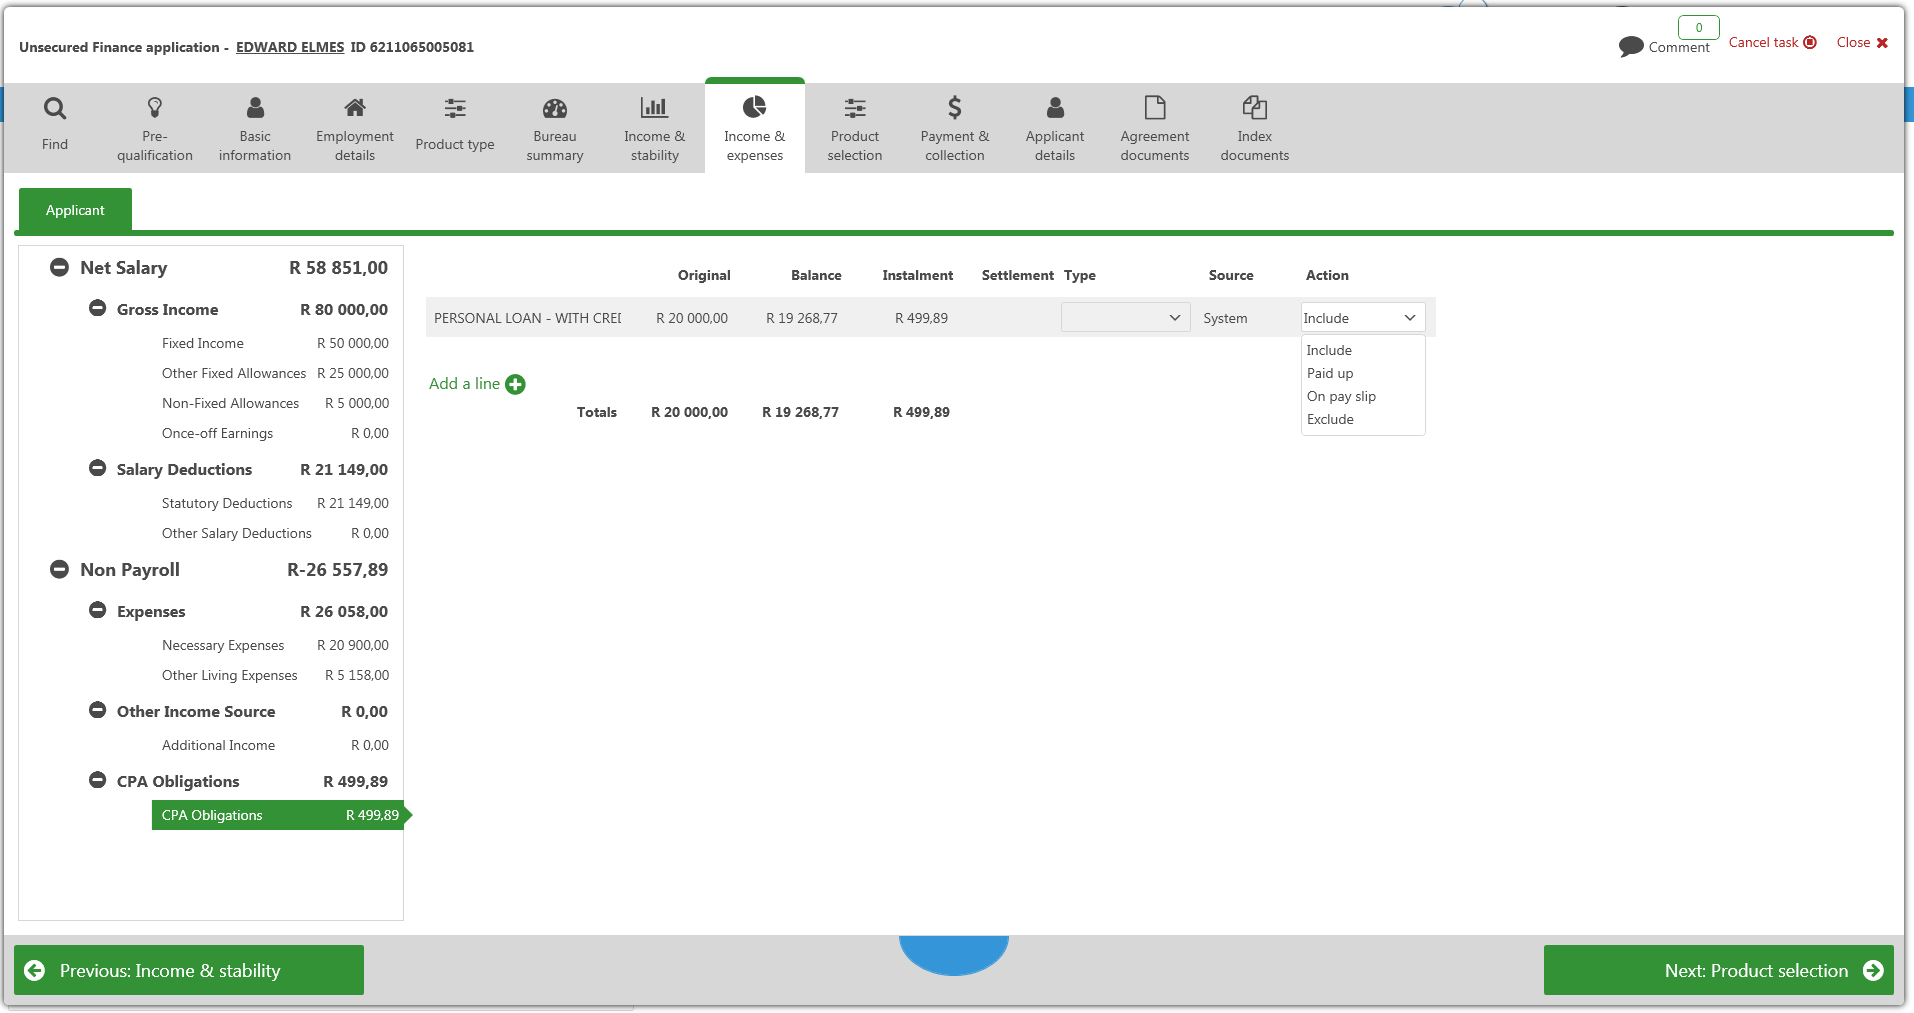 Unsecured Finance application - EDWARD ELMES ID 6211065005081
0
Comment
Cancel task
Close
Find
Pre-
qualification
Basic
information
Employment
details
Product type
Bureau
summary
Income &
stability
Income &
expenses
Product
selection
Payment &
collection
Applicant
details
Agreement
documents
Index
documents
Applicant
Net Salary R 58 851,00
Gross Income R 80 000,00
Fixed Income R 50 000,00
Other Fixed Allowances R 25 000,00
Non-Fixed Allowances R 5 000,00
Once-off Earnings R 0,00
Salary Deductions R 21 149,00
Statutory Deductions R 21 149,00
Other Salary Deductions R 0,00
Non Payroll R-26 557,89
Expenses R 26 058,00
Necessary Expenses R 20 900,00
Other Living Expenses R 5 158,00
Other Income Source R 0,00
Additional Income R 0,00
CPA Obligations R 499,89
CPA Obligations R 499,89
Original Balance Instalment Settlement Type Source Action
PERSONAL LOAN - WITH CREI R 20 000,00 R 19 268,77 R 499,89 System Include
Include
Paid up
On pay slip
Exclude
Add a line
Totals R 20 000,00 R 19 268,77 R 499,89
Previous: Income & stability
Next: Product selection